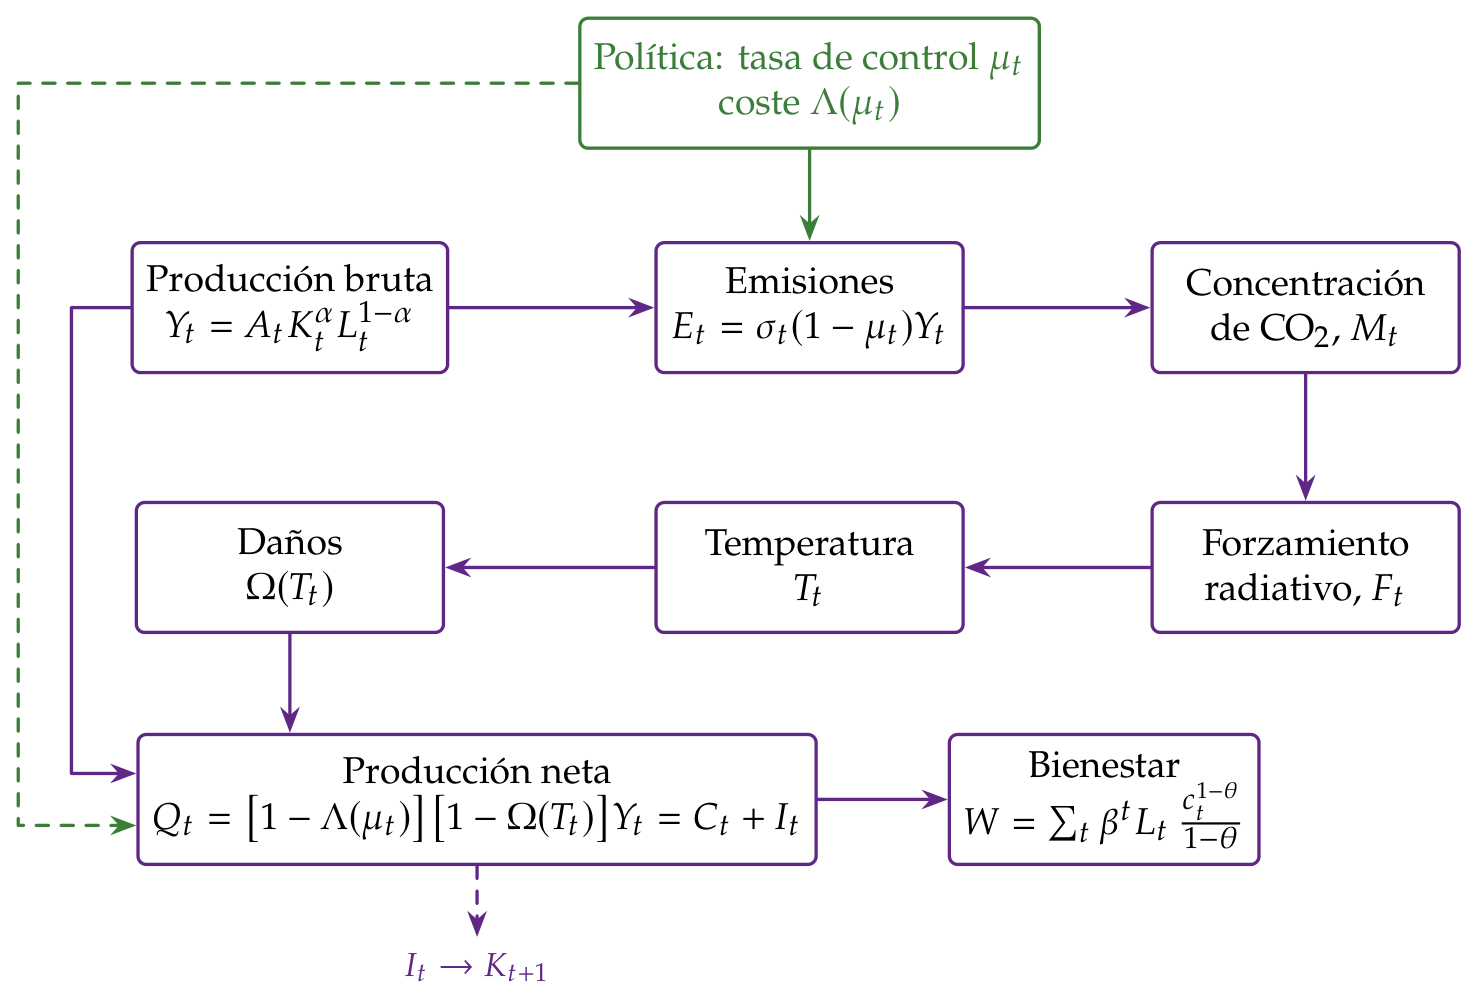 Política: tasa de control μ_t
coste Λ(μ_t)
Producción bruta
Y_t = A_t K_t^α L_t^{1−α}
Emisiones
E_t = σ_t(1 − μ_t)Y_t
Concentración
de CO₂, M_t
Daños
Ω(T_t)
Temperatura
T_t
Forzamiento
radiativo, F_t
Producción neta
Q_t = [1 − Λ(μ_t)][1 − Ω(T_t)]Y_t = C_t + I_t
Bienestar
W = ∑_t β^t L_t \frac{c_t^{1−θ}}{1−θ}
I_t → K_{t+1}